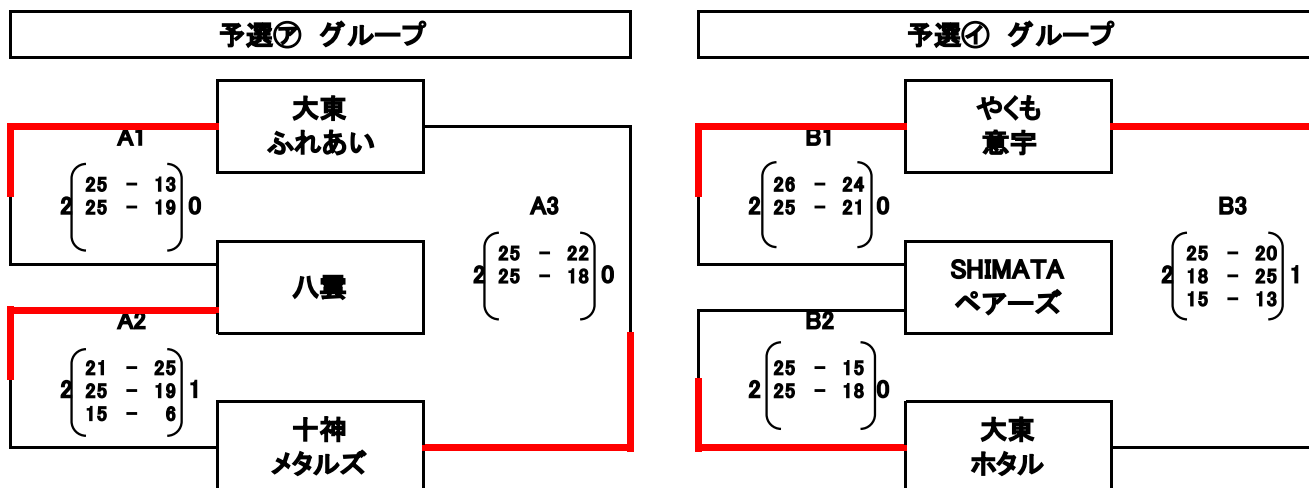 予選㋐ グループ
大東
ふれあい
A1
25 - 13
2 25 - 19 0
A3
25 - 22
2 25 - 18 0
八雲
A2
21 - 25
2 25 - 19 1
15 - 6
十神
メタルズ
予選㋑ グループ
やくも
意宇
B1
26 - 24
2 25 - 21 0
B3
25 - 20
2 18 - 25 1
15 - 13
SHIMATA
ペアーズ
B2
25 - 15
2 25 - 18 0
大東
ホタル